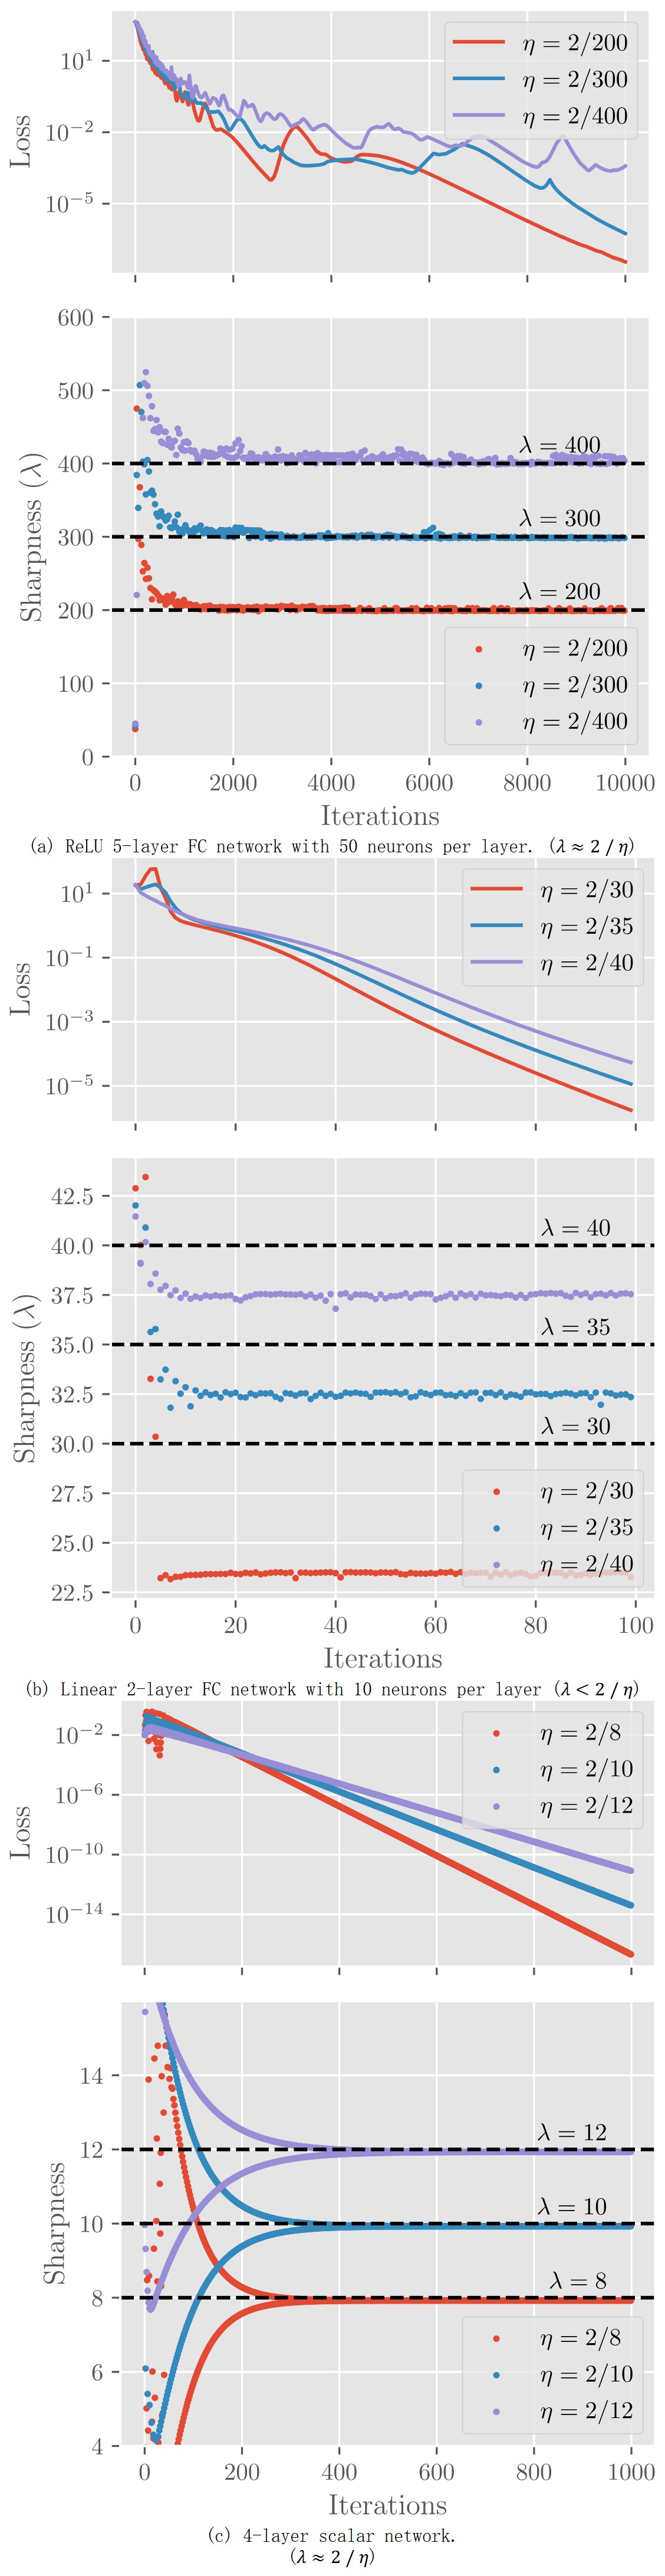 10¹
10⁻²
10⁻⁵
Loss
η = 2/200
η = 2/300
η = 2/400
600
500
400
300
200
100
0
Sharpness (λ)
λ = 400
λ = 300
λ = 200
η = 2/200
η = 2/300
η = 2/400
0 2000 4000 6000 8000 10000
Iterations
(a) ReLU 5-layer FC network with 50 neurons per layer. (λ ≈ 2 / η)
10¹
10⁻¹
10⁻³
10⁻⁵
Loss
η = 2/30
η = 2/35
η = 2/40
42.5
40.0
37.5
35.0
32.5
30.0
27.5
25.0
22.5
Sharpness (λ)
λ = 40
λ = 35
λ = 30
η = 2/30
η = 2/35
η = 2/40
0 20 40 60 80 100
Iterations
(b) Linear 2-layer FC network with 10 neurons per layer (λ < 2 / η)
10⁻²
10⁻⁶
10⁻¹⁰
10⁻¹⁴
Loss
η = 2/8
η = 2/10
η = 2/12
14
12
10
8
6
4
Sharpness
λ = 12
λ = 10
λ = 8
η = 2/8
η = 2/10
η = 2/12
0 200 400 600 800 1000
Iterations
(c) 4-layer scalar network.
(λ ≈ 2 / η)